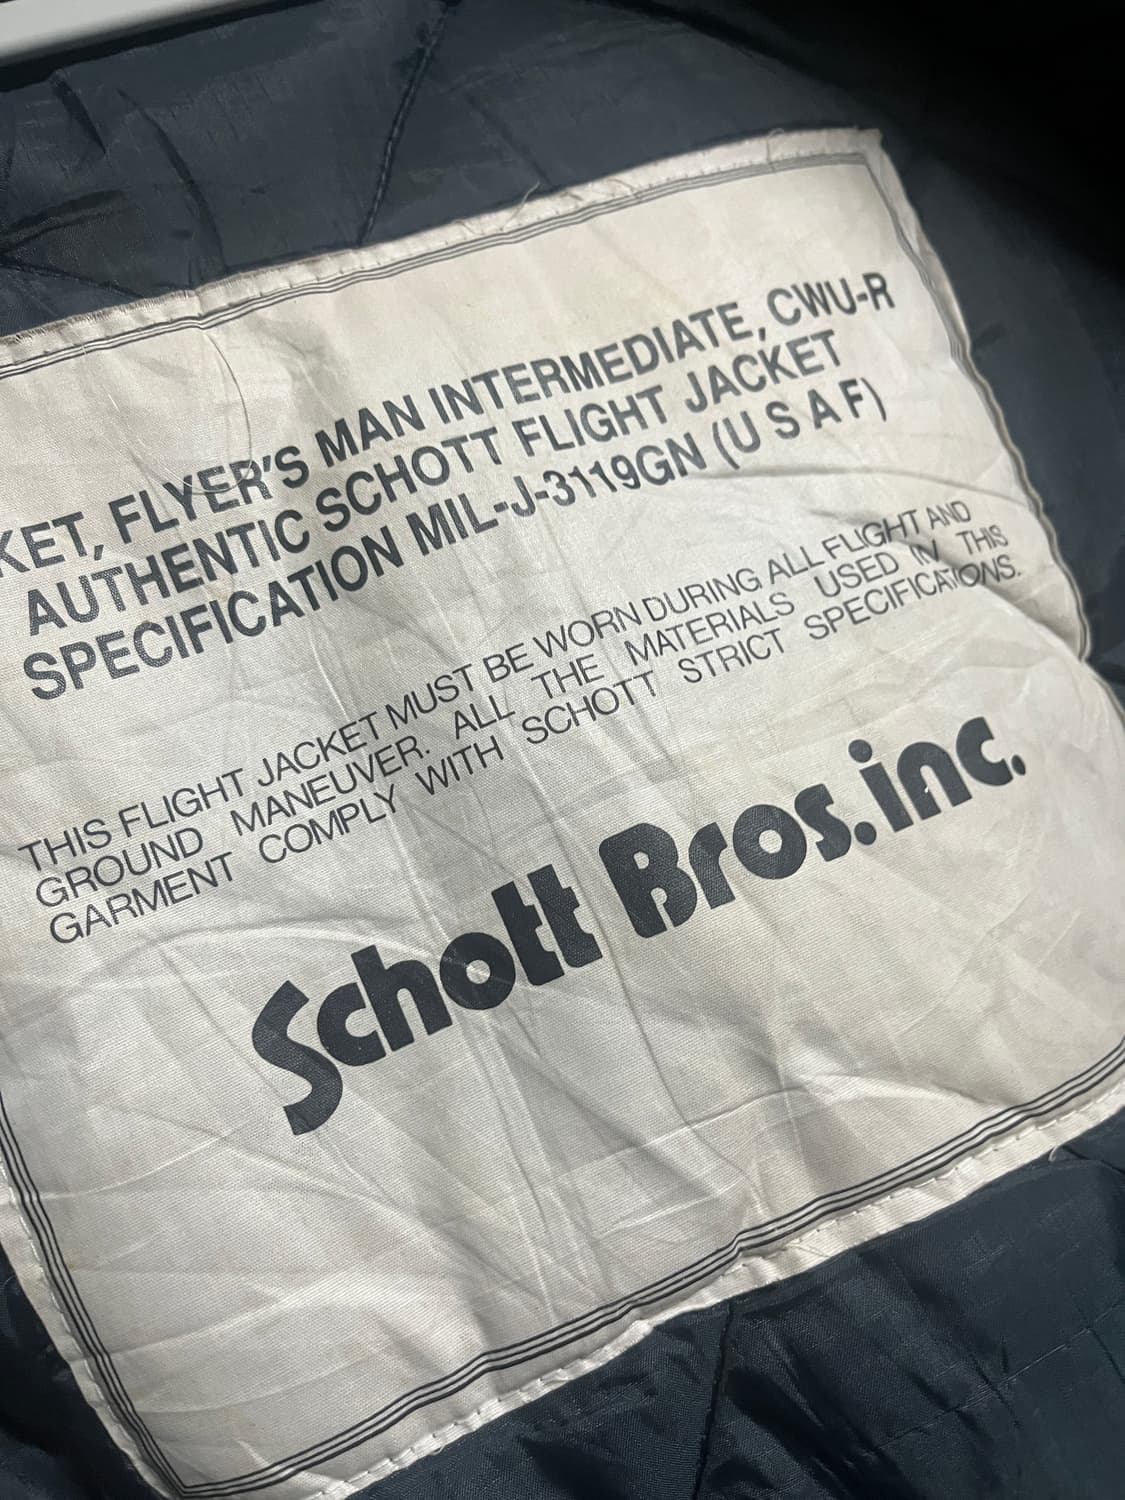 KET, FLYER'S MAN INTERMEDIATE, CWU-R
AUTHENTIC SCHOTT FLIGHT JACKET
SPECIFICATION MIL-J-3119GN (U S A F)
THIS FLIGHT JACKET MUST BE WORN DURING ALL FLIGHT AND
GROUND MANEUVER. ALL THE MATERIALS USED IN THIS
GARMENT COMPLY WITH SCHOTT STRICT SPECIFICATIONS.
Schott Bros.inc.